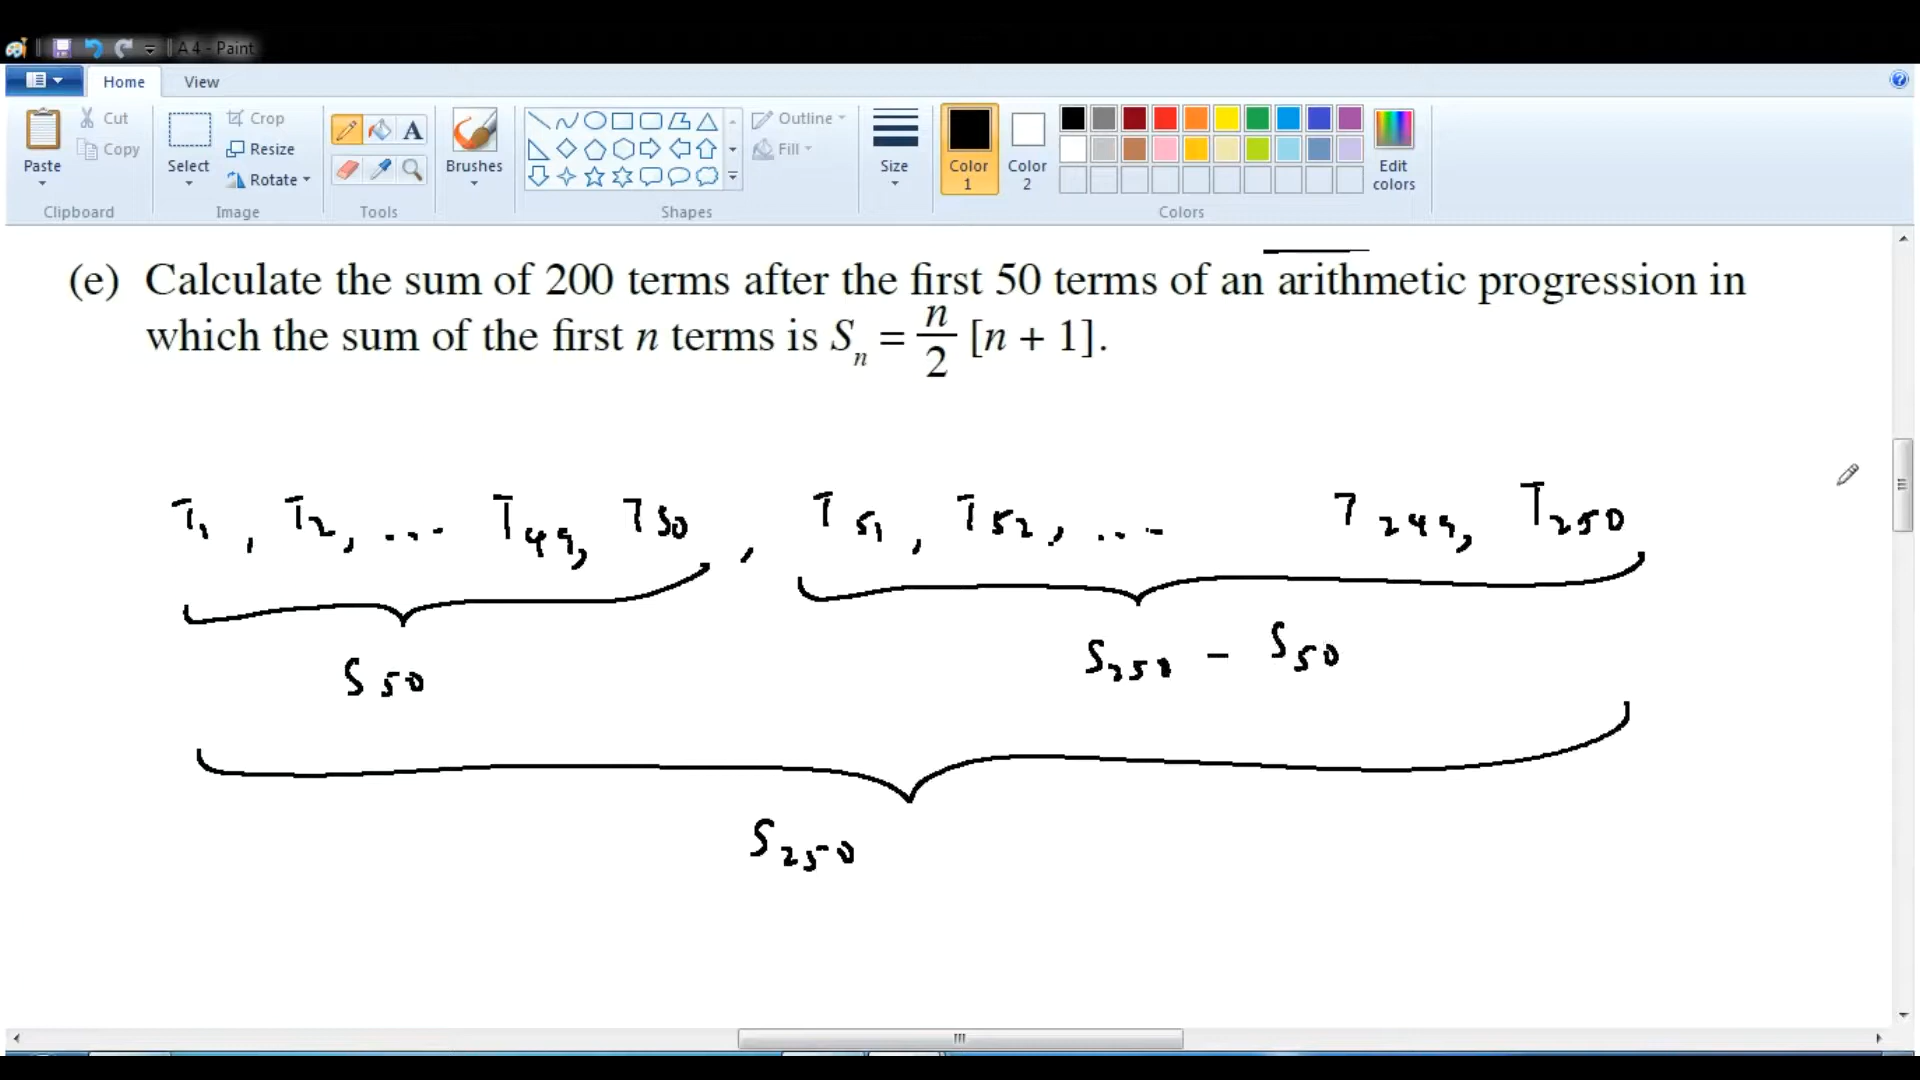 A 4 - Paint
Home View
Cut
Copy
Paste
Clipboard
Crop
Resize
Rotate
Select
Image
A
Tools
Brushes
Outline
Fill
Shapes
Size
Color 1
Color 2
Edit colors
Colors
(e) Calculate the sum of 200 terms after the first 50 terms of an arithmetic progression in
which the sum of the first n terms is Sₙ = n/2 [n + 1].
T₁, T₂, ... T₄₉, T₅₀, T₅₁, T₅₂, ... T₂₄₉, T₂₅₀
S₅₀ S₂₅₀ - S₅₀
S₂₅₀